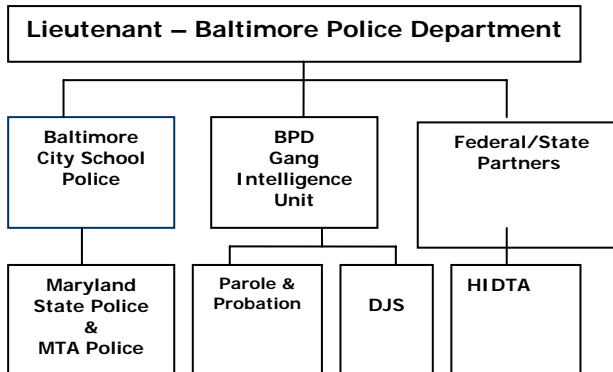 Lieutenant – Baltimore Police Department
Baltimore
City School
Police
BPD
Gang
Intelligence
Unit
Federal/State
Partners
Maryland
State Police
&
MTA Police
Parole &
Probation
DJS
HIDTA